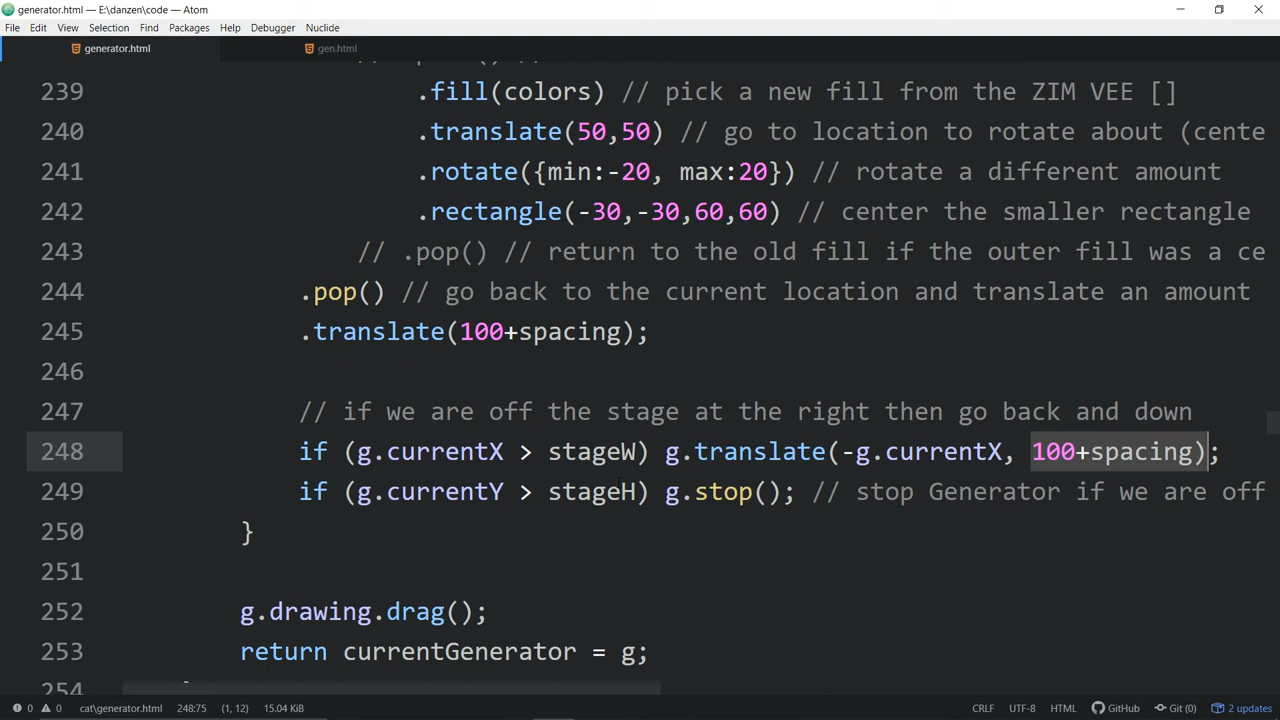 generator.html — E:\danzen\code — Atom
File Edit View Selection Find Packages Help Debugger Nuclide
generator.html gen.html
239 .fill(colors) // pick a new fill from the ZIM VEE []
240 .translate(50,50) // go to location to rotate about (cente
241 .rotate({min:-20, max:20}) // rotate a different amount
242 .rectangle(-30,-30,60,60) // center the smaller rectangle
243 // .pop() // return to the old fill if the outer fill was a ce
244 .pop() // go back to the current location and translate an amount
245 .translate(100+spacing);
246
247 // if we are off the stage at the right then go back and down
248 if (g.currentX > stageW) g.translate(-g.currentX, 100+spacing);
249 if (g.currentY > stageH) g.stop(); // stop Generator if we are off
250 }
251
252 g.drawing.drag();
253 return currentGenerator = g;
254
0 0 cat\generator.html 248:75 (1, 12) 15.04 KiB CRLF UTF-8 HTML GitHub Git (0) 2 updates